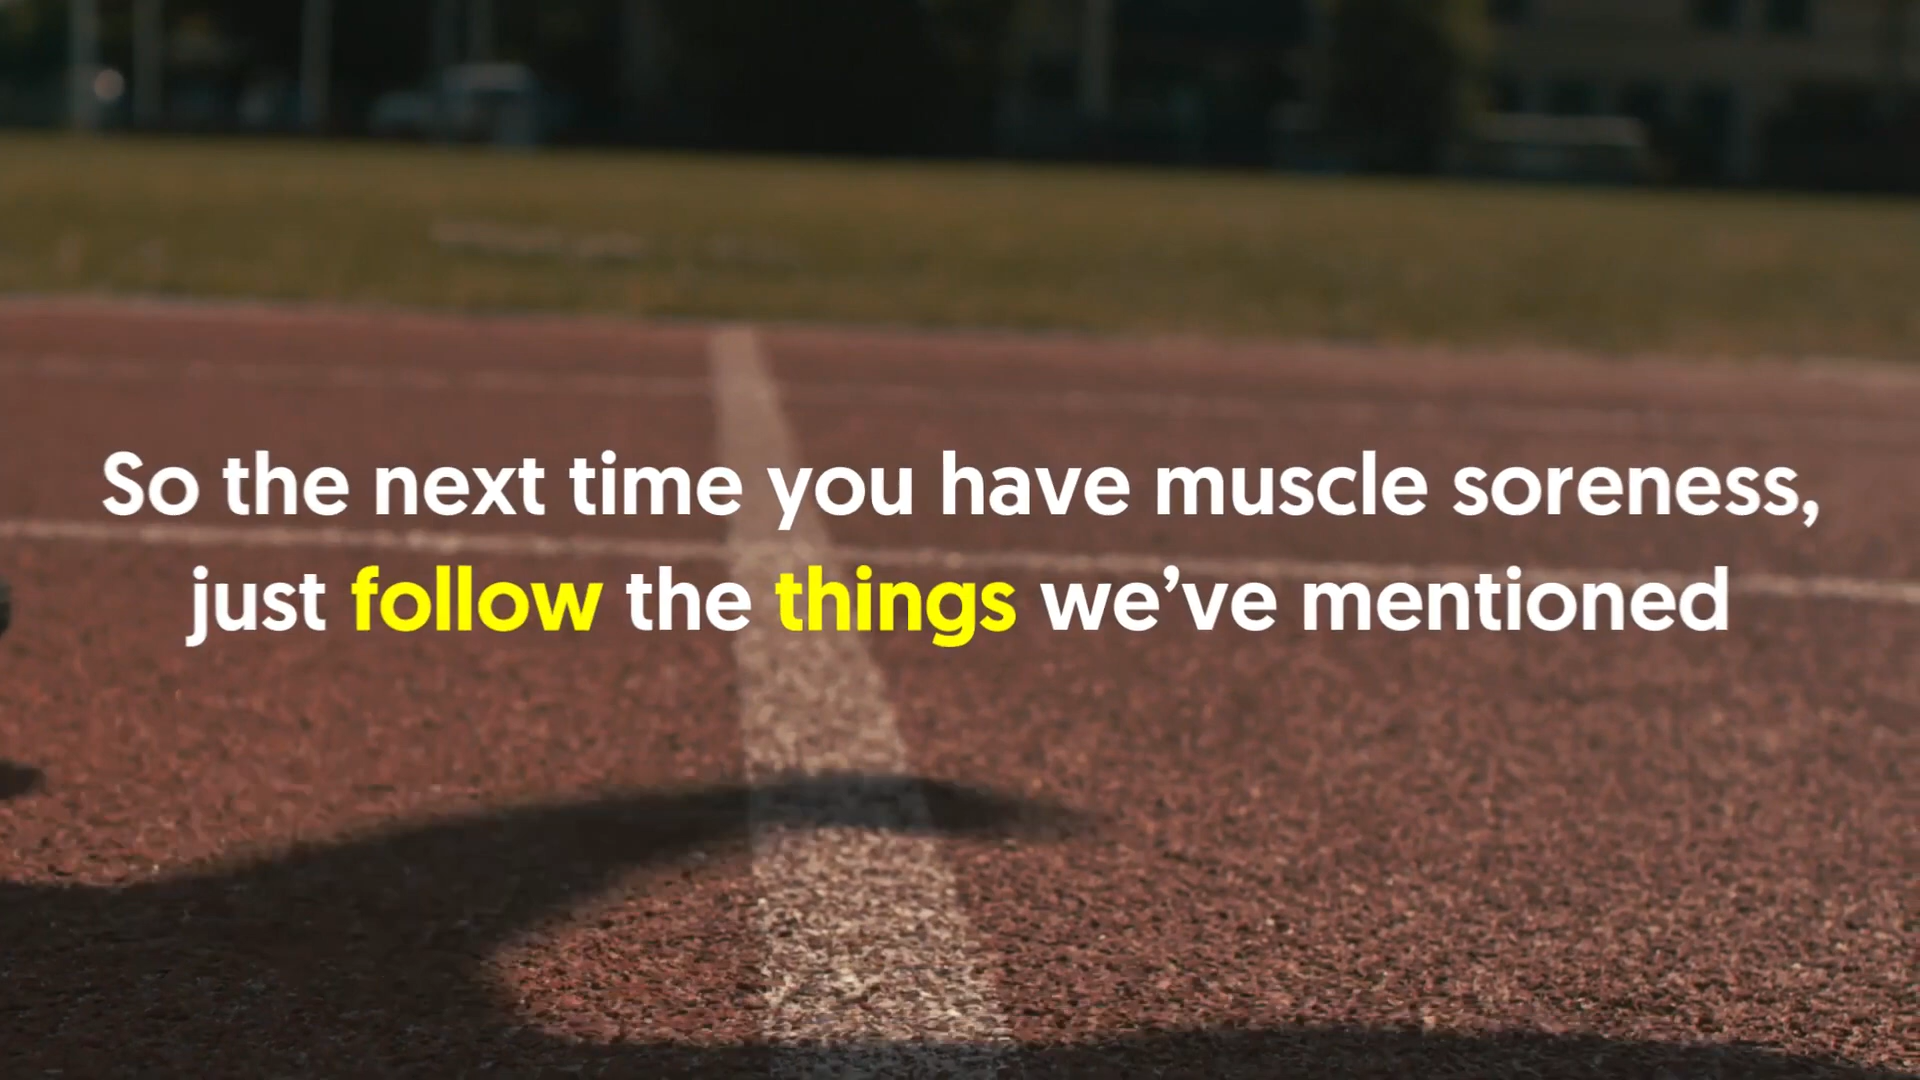 So the next time you have muscle soreness,
just follow the things we’ve mentioned